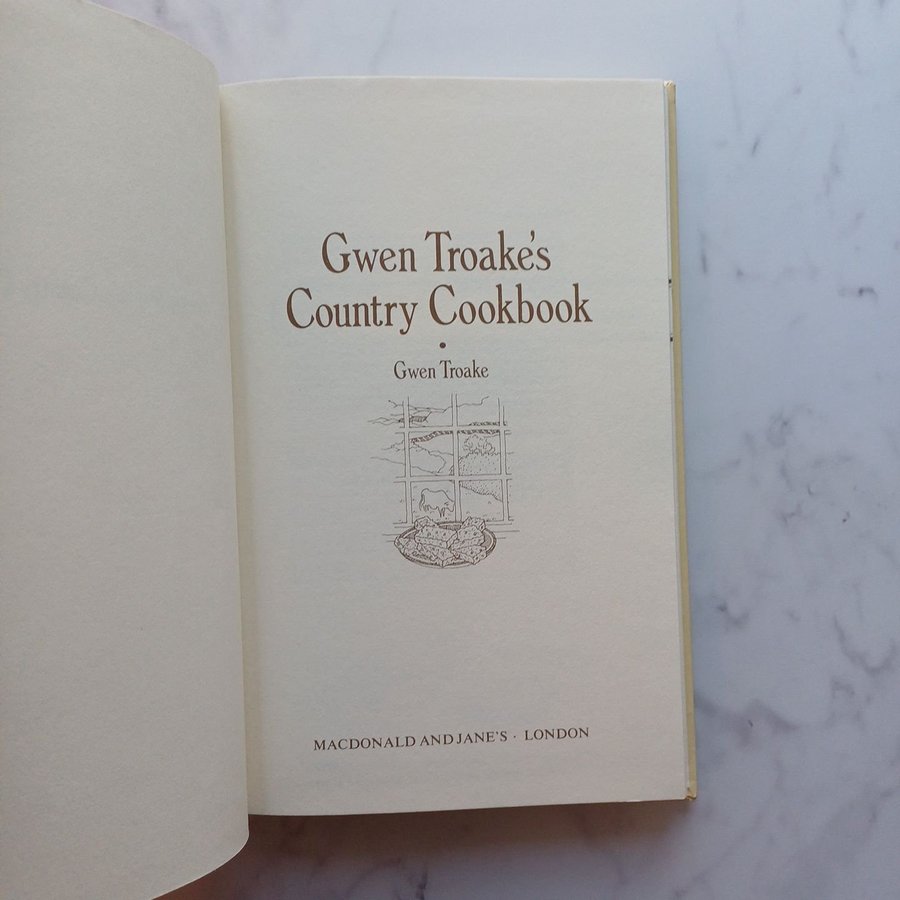 Gwen Troake's
Country Cookbook
•
Gwen Troake
MACDONALD AND JANE'S · LONDON